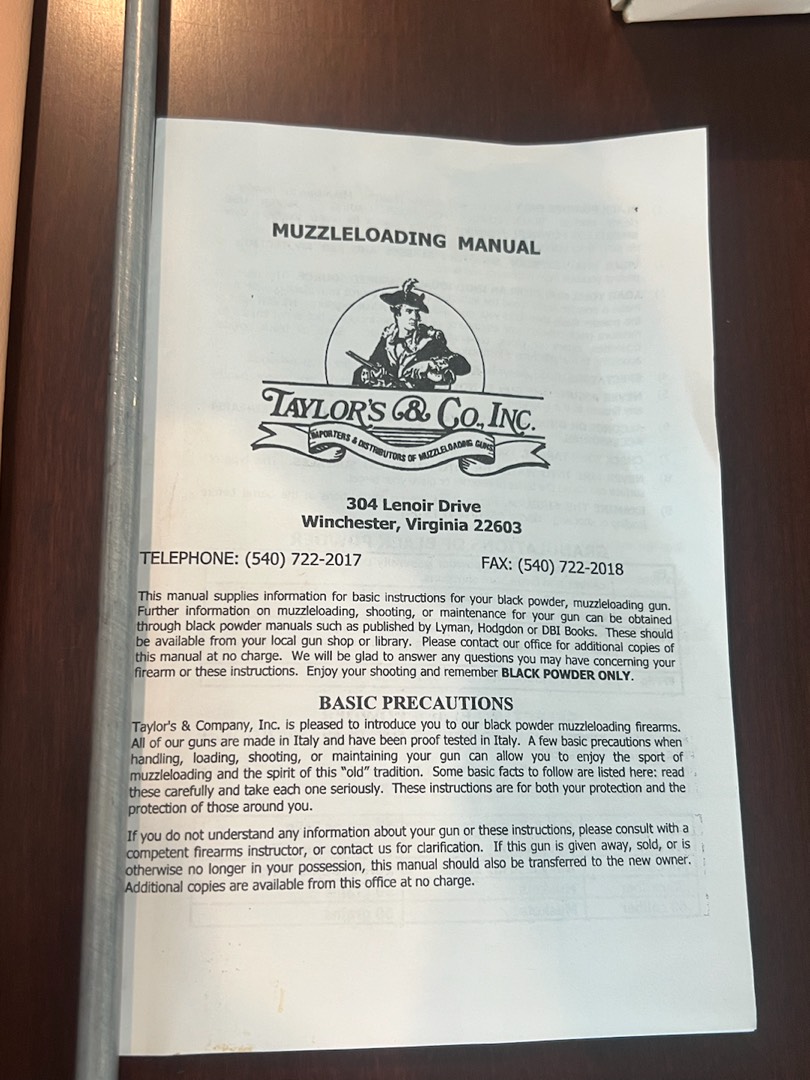 MUZZLELOADING MANUAL
TAYLOR'S & CO., INC.
IMPORTERS & DISTRIBUTORS OF MUZZLELOADING GUNS
304 Lenoir Drive
Winchester, Virginia 22603
TELEPHONE: (540) 722-2017 FAX: (540) 722-2018
This manual supplies information for basic instructions for your black powder, muzzleloading gun.
Further information on muzzleloading, shooting, or maintenance for your gun can be obtained
through black powder manuals such as published by Lyman, Hodgdon or DBI Books. These should
be available from your local gun shop or library. Please contact our office for additional copies of
this manual at no charge. We will be glad to answer any questions you may have concerning your
firearm or these instructions. Enjoy your shooting and remember BLACK POWDER ONLY.
BASIC PRECAUTIONS
Taylor's & Company, Inc. is pleased to introduce you to our black powder muzzleloading firearms.
All of our guns are made in Italy and have been proof tested in Italy. A few basic precautions when
handling, loading, shooting, or maintaining your gun can allow you to enjoy the sport of
muzzleloading and the spirit of this "old" tradition. Some basic facts to follow are listed here: read
these carefully and take each one seriously. These instructions are for both your protection and the
protection of those around you.
If you do not understand any information about your gun or these instructions, please consult with a
competent firearms instructor, or contact us for clarification. If this gun is given away, sold, or is
otherwise no longer in your possession, this manual should also be transferred to the new owner.
Additional copies are available from this office at no charge.